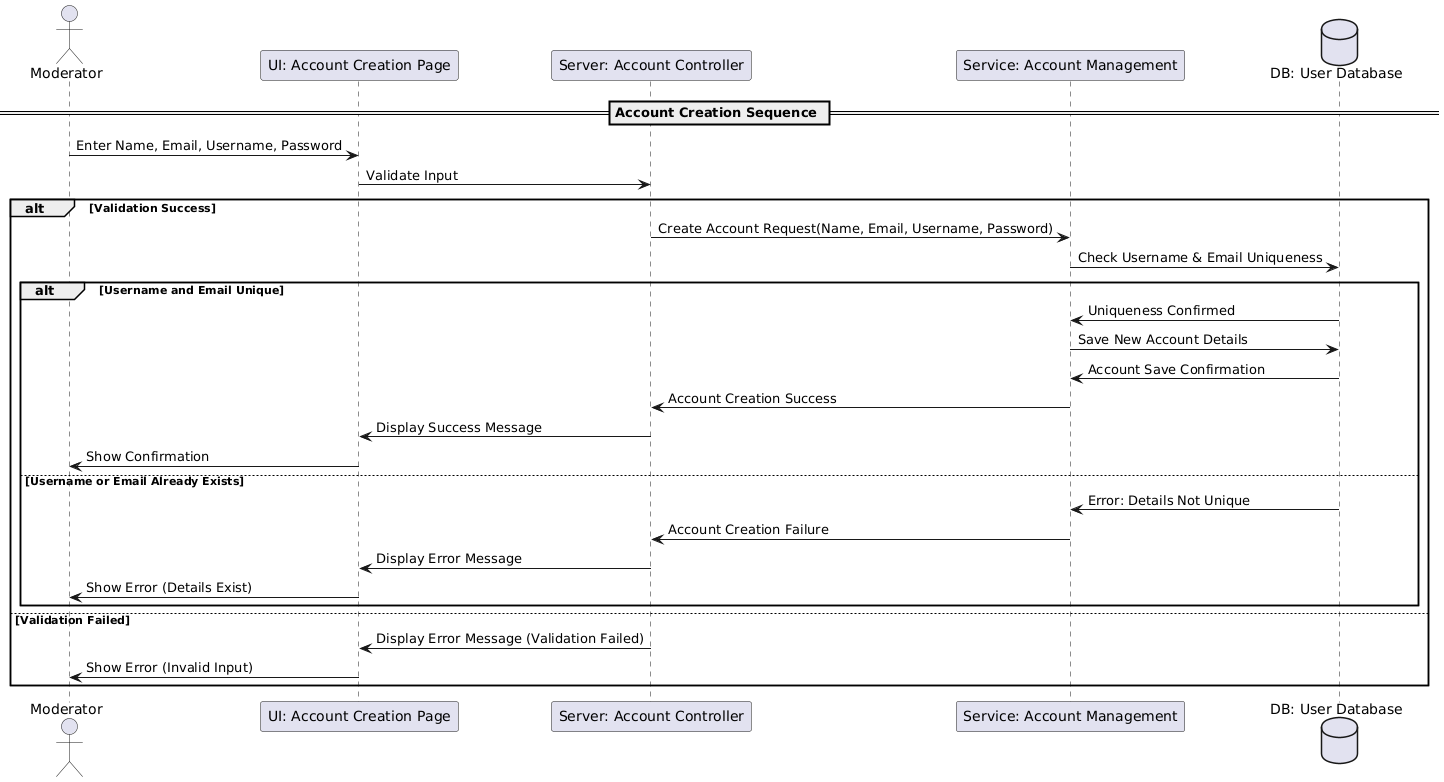 Moderator
UI: Account Creation Page
Server: Account Controller
Service: Account Management
DB: User Database
Account Creation Sequence
Enter Name, Email, Username, Password
Validate Input
alt [Validation Success]
Create Account Request(Name, Email, Username, Password)
Check Username & Email Uniqueness
alt [Username and Email Unique]
Uniqueness Confirmed
Save New Account Details
Account Save Confirmation
Account Creation Success
Display Success Message
Show Confirmation
[Username or Email Already Exists]
Error: Details Not Unique
Account Creation Failure
Display Error Message
Show Error (Details Exist)
[Validation Failed]
Display Error Message (Validation Failed)
Show Error (Invalid Input)
Moderator
UI: Account Creation Page
Server: Account Controller
Service: Account Management
DB: User Database